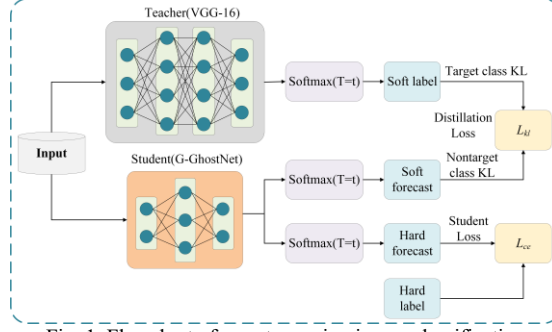 Teacher(VGG-16)
Softmax(T=t)
Soft label
Target class KL
Distillation
Loss
L_kl
Input
Student(G-GhostNet)
Softmax(T=t)
Soft
forecast
Nontarget
class KL
Softmax(T=t)
Hard
forecast
Student
Loss
L_ce
Hard
label